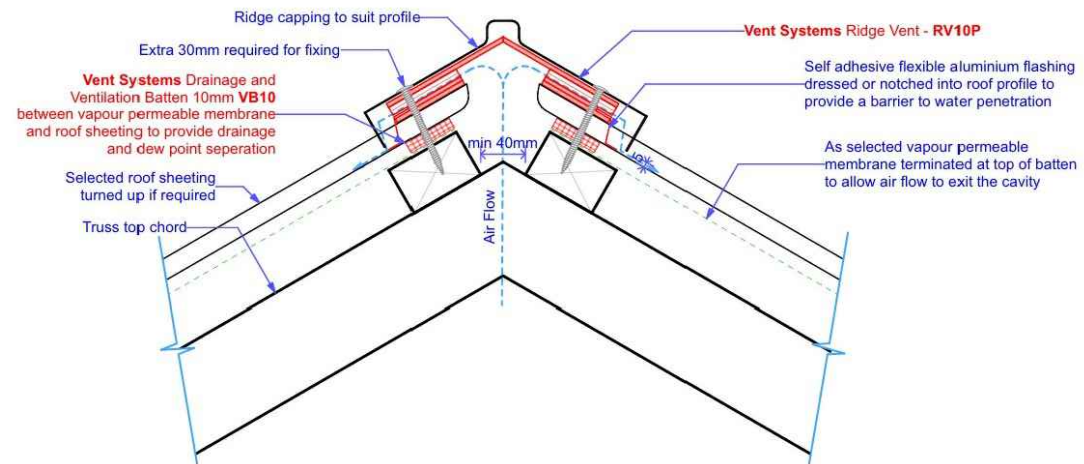 Ridge capping to suit profile
Extra 30mm required for fixing
Vent Systems Drainage and
Ventilation Batten 10mm VB10
between vapour permeable membrane
and roof sheeting to provide drainage
and dew point seperation
Selected roof sheeting
turned up if required
Truss top chord
Vent Systems Ridge Vent - RV10P
Self adhesive flexible aluminium flashing
dressed or notched into roof profile to
provide a barrier to water penetration
As selected vapour permeable
membrane terminated at top of batten
to allow air flow to exit the cavity
min 40mm
Air Flow
5